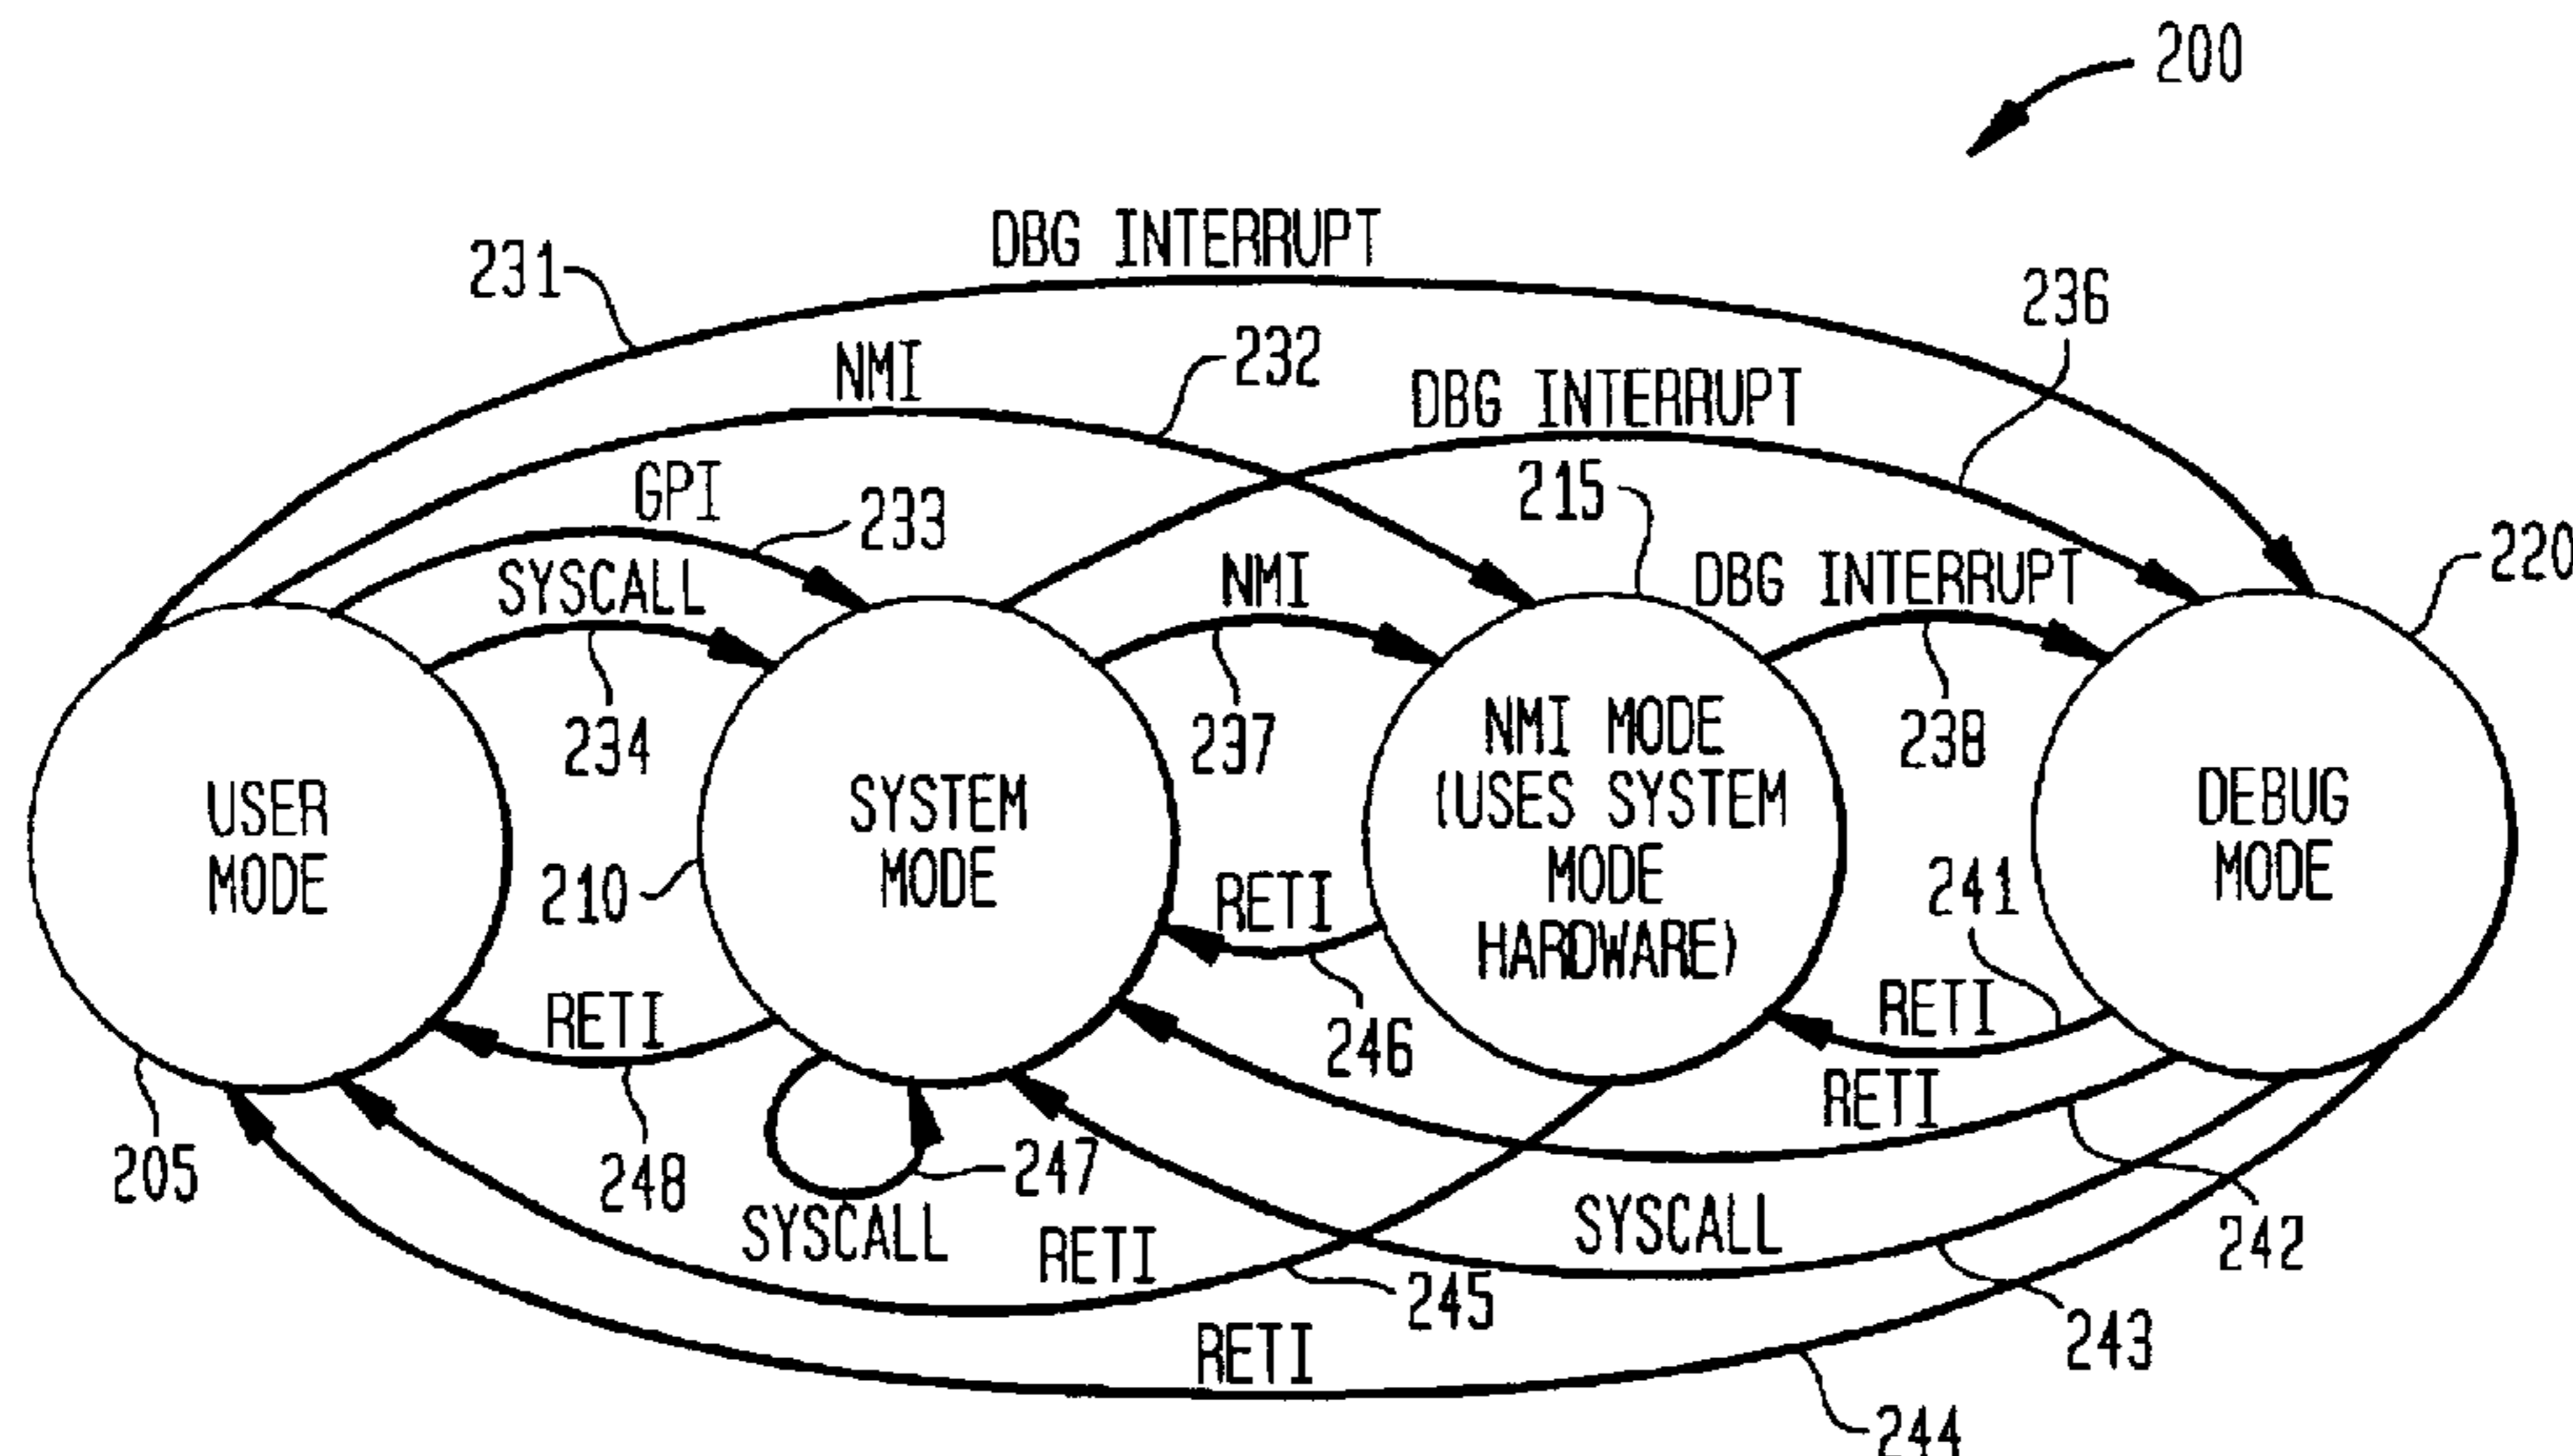 200
DBG INTERRUPT
231
236
NMI
232
DBG INTERRUPT
GPI
233
215
SYSCALL
NMI
DBG INTERRUPT
220
234
237
238
USER
MODE
SYSTEM
MODE
NMI MODE
(USES SYSTEM
MODE
HARDWARE)
DEBUG
MODE
210
RETI
241
RETI
246
RETI
RETI
205
248
247
SYSCALL
RETI
SYSCALL
242
245
243
RETI
244